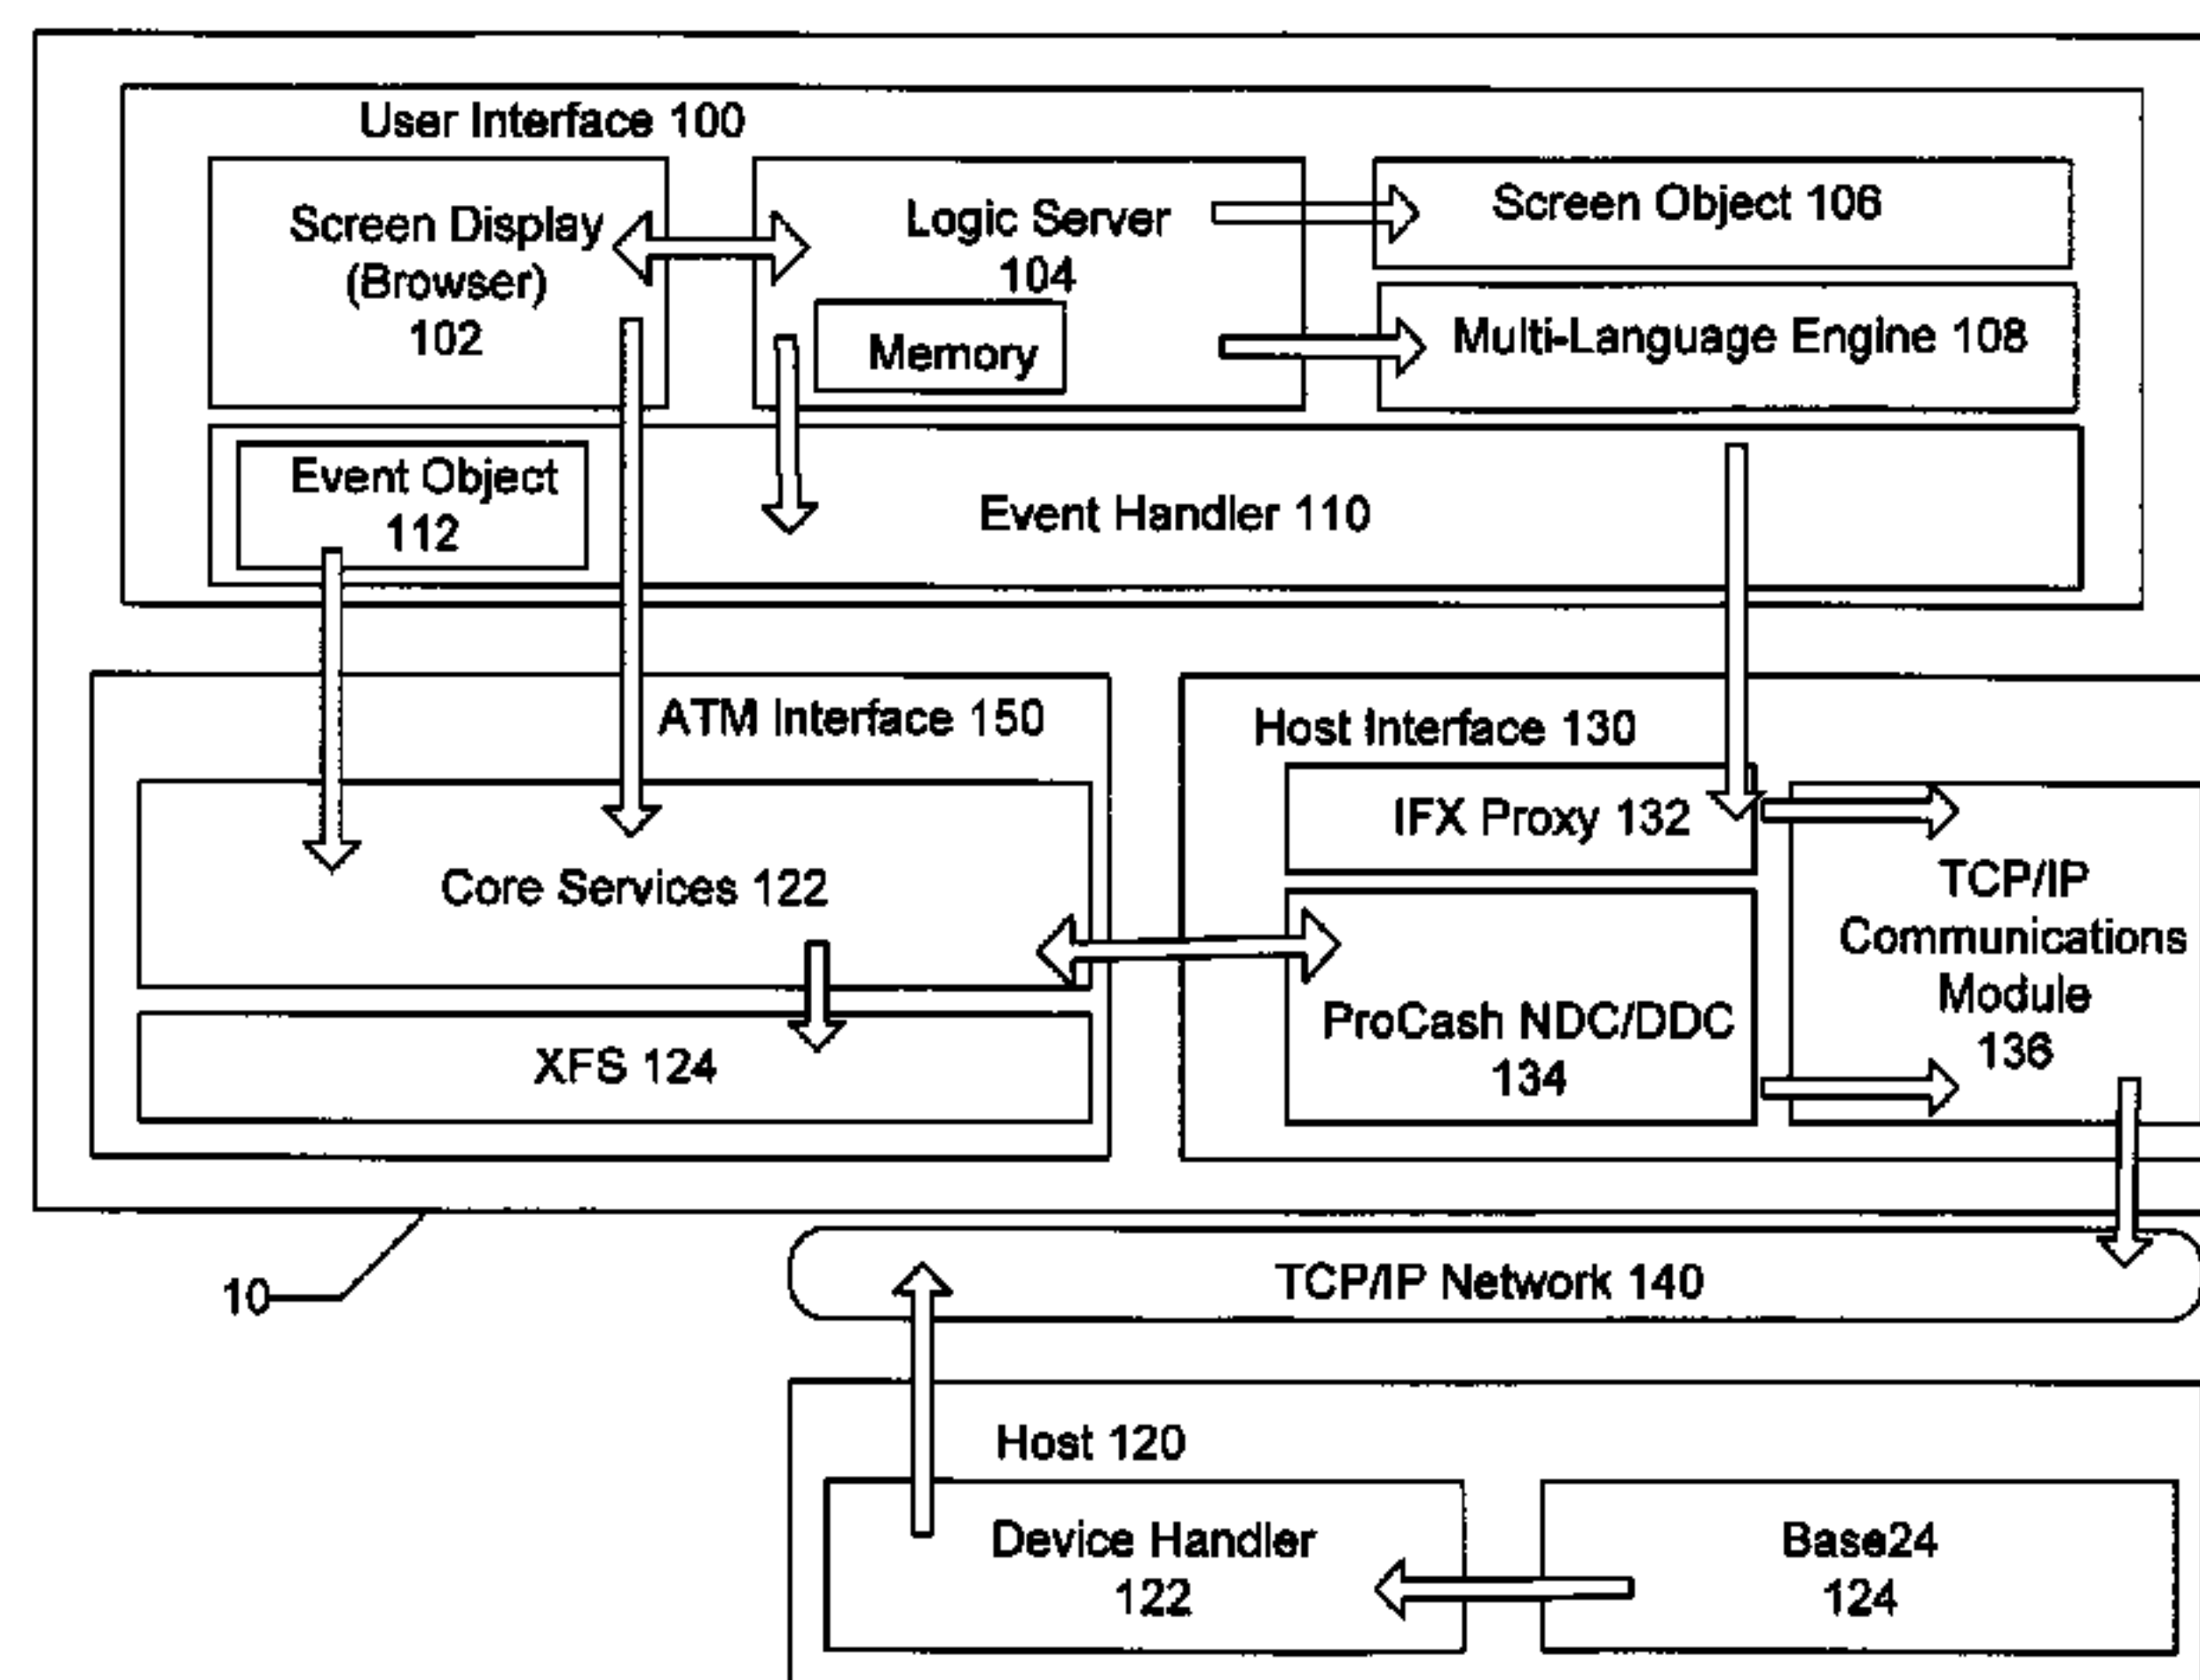 User Interface 100
Screen Display
(Browser)
102
Logic Server
104
Memory
Screen Object 106
Multi-Language Engine 108
Event Object
112
Event Handler 110
ATM Interface 150
Core Services 122
XFS 124
Host Interface 130
IFX Proxy 132
ProCash NDC/DDC
134
TCP/IP
Communications
Module
136
10
TCP/IP Network 140
Host 120
Device Handler
122
Base24
124